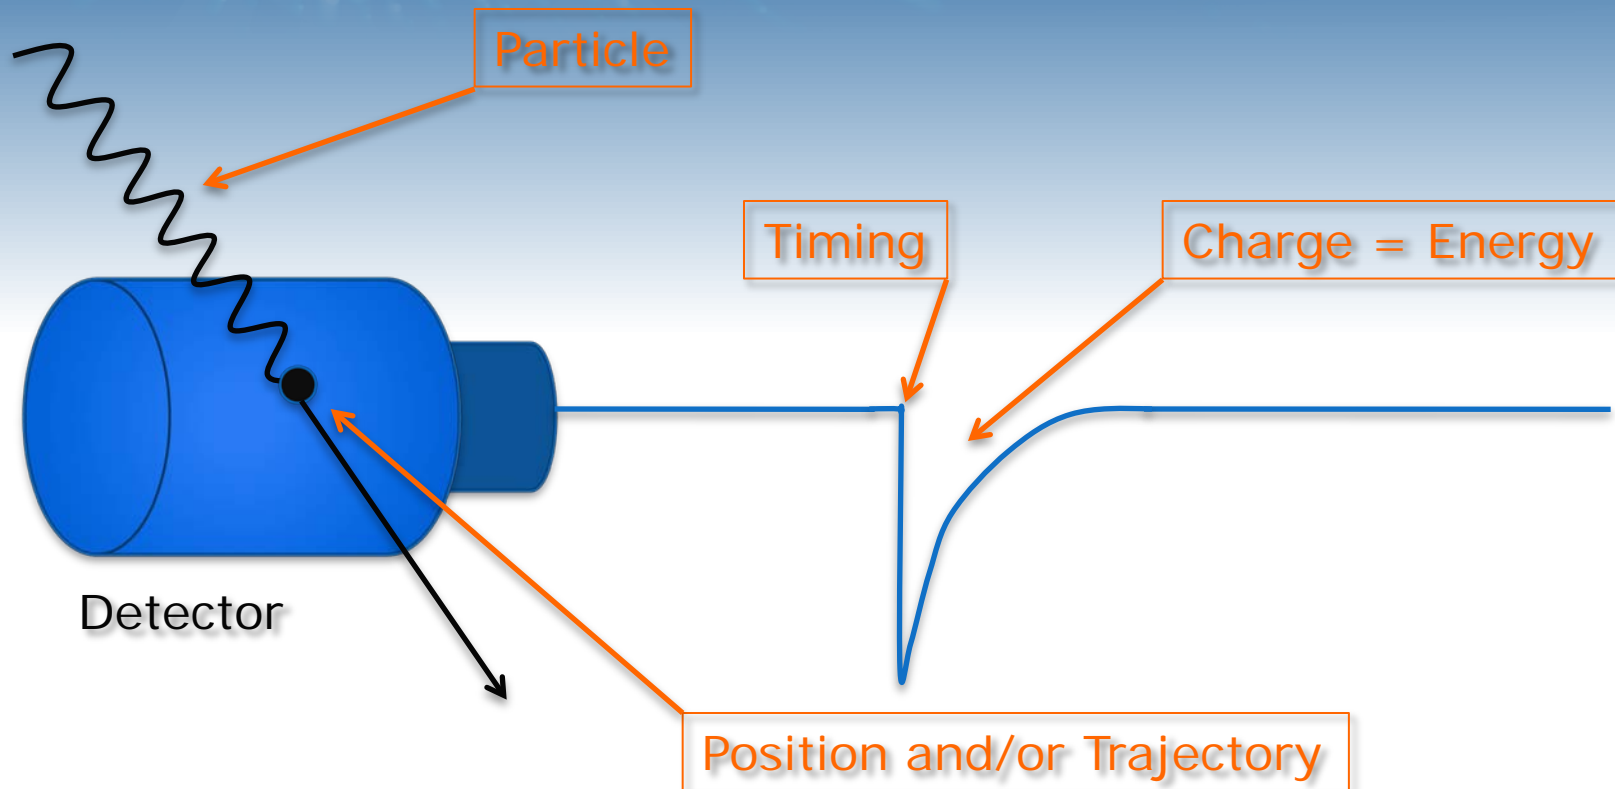 Particle
Timing
Charge = Energy
Detector
Position and/or Trajectory